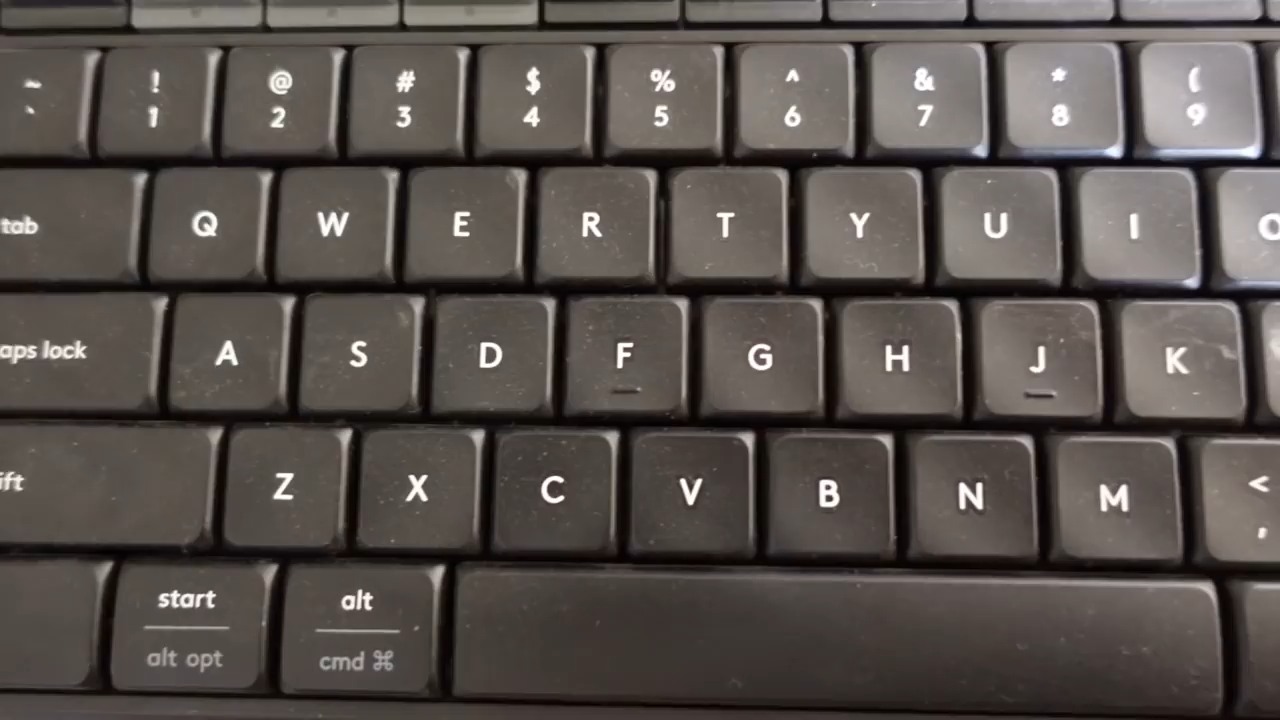 ~ ! @ # $ % ^ & * (
` 1 2 3 4 5 6 7 8 9
tab Q W E R T Y U I O
aps lock A S D F G H J K
ift Z X C V B N M <
,
start alt
alt opt cmd ⌘